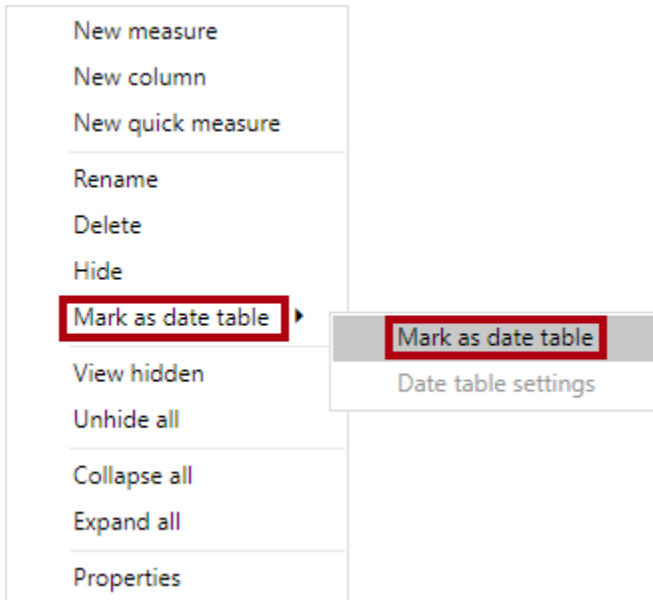 New measure
New column
New quick measure
Rename
Delete
Hide
Mark as date table
Mark as date table
Date table settings
View hidden
Unhide all
Collapse all
Expand all
Properties